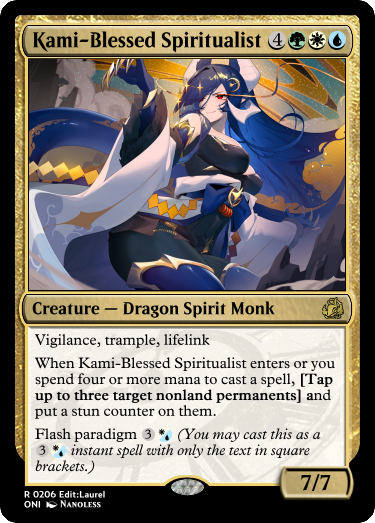 Kami-Blessed Spiritualist 4
Creature — Dragon Spirit Monk
Vigilance, trample, lifelink
When Kami-Blessed Spiritualist enters or you
spend four or more mana to cast a spell, [Tap
up to three target nonland permanents] and
put a stun counter on them.
Flash paradigm 3 (You may cast this as a
3 instant spell with only the text in square
brackets.)
7/7
R 0206 Edit:Laurel
ONI Nanoless